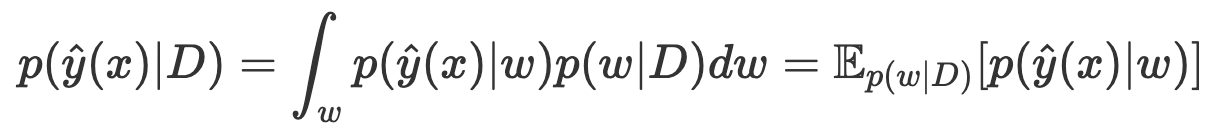 p(ŷ(x)|D) = ∫_w p(ŷ(x)|w)p(w|D)dw = 𝔼_{p(w|D)}[p(ŷ(x)|w)]